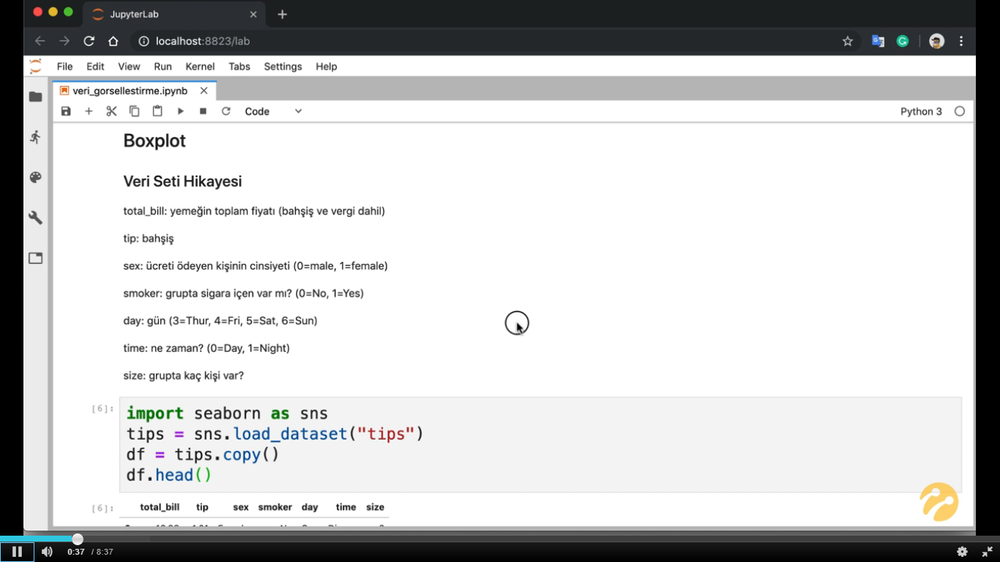 JupyterLab
localhost:8823/lab
File Edit View Run Kernel Tabs Settings Help
veri_gorsellestirme.ipynb
Code
Python 3
Boxplot
Veri Seti Hikayesi
total_bill: yemeğin toplam fiyatı (bahşiş ve vergi dahil)
tip: bahşiş
sex: ücreti ödeyen kişinin cinsiyeti (0=male, 1=female)
smoker: grupta sigara içen var mı? (0=No, 1=Yes)
day: gün (3=Thur, 4=Fri, 5=Sat, 6=Sun)
time: ne zaman? (0=Day, 1=Night)
size: grupta kaç kişi var?
[6]:
import seaborn as sns
tips = sns.load_dataset("tips")
df = tips.copy()
df.head()
[6]:
total_bill tip sex smoker day time size
0:37 / 8:37